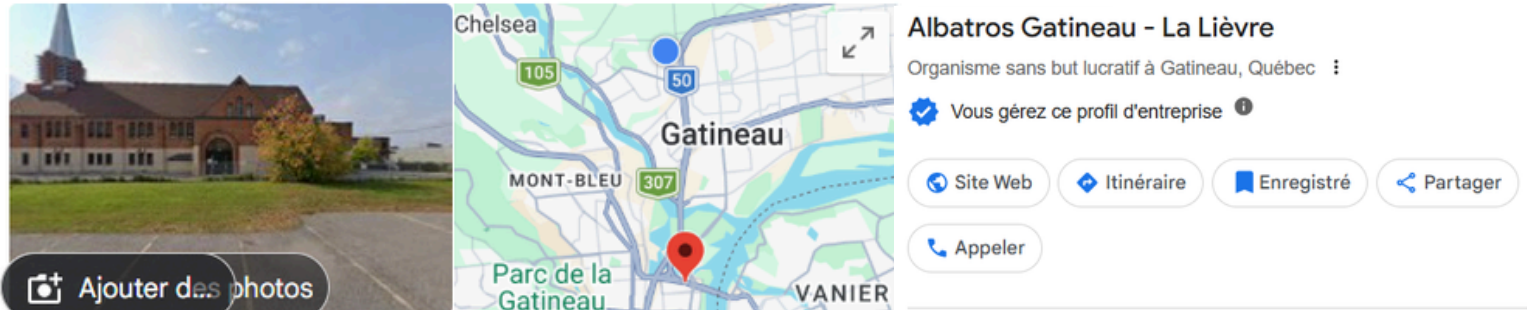 Ajouter d... photos
Chelsea
105
50
Gatineau
MONT-BLEU
307
Parc de la
Gatineau
VANIER
Albatros Gatineau - La Lièvre
Organisme sans but lucratif à Gatineau, Québec
Vous gérez ce profil d'entreprise
Site Web
Itinéraire
Enregistré
Partager
Appeler